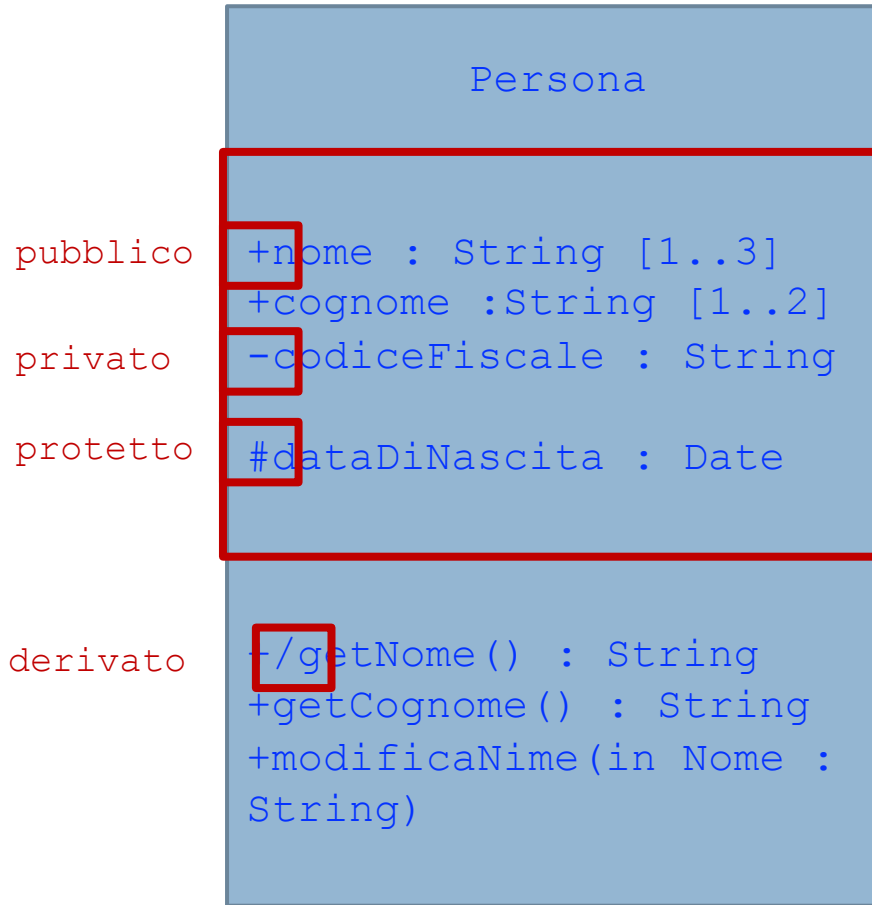 Persona
pubblico +nome : String [1..3]
+cognome :String [1..2]
privato -codiceFiscale : String
protetto #dataDiNascita : Date
derivato +/getNome() : String
+getCognome() : String
+modificaNime(in Nome :
String)